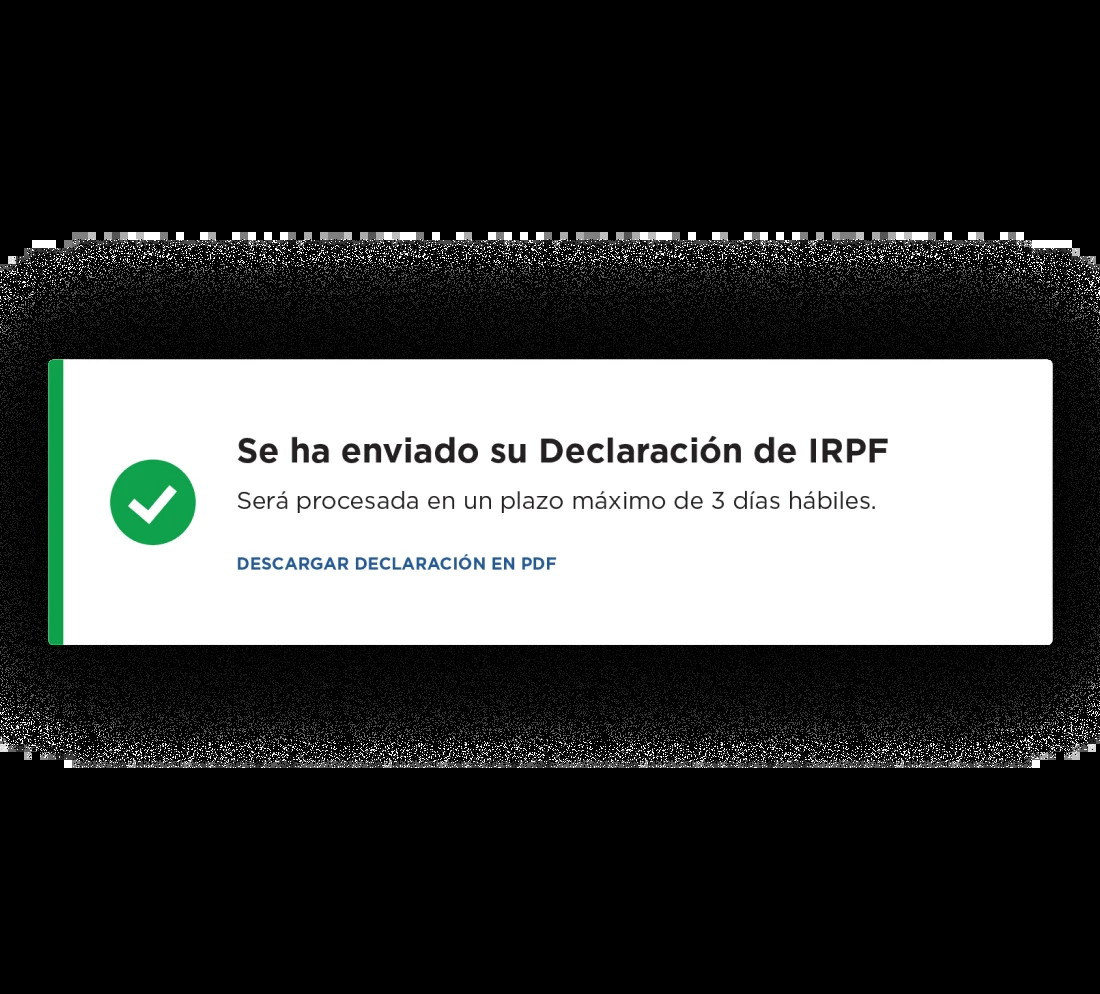 Se ha enviado su Declaración de IRPF
Será procesada en un plazo máximo de 3 días hábiles.
DESCARGAR DECLARACIÓN EN PDF